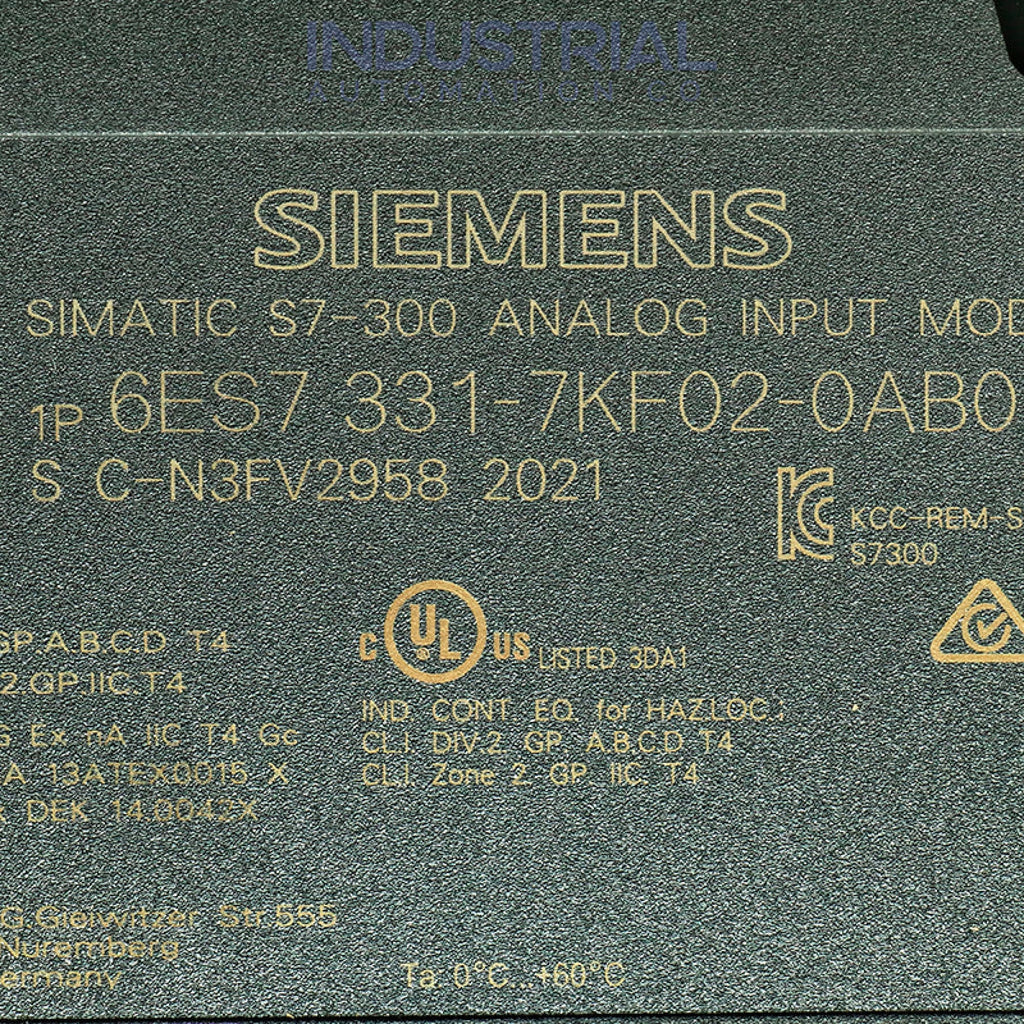 INDUSTRIAL
AUTOMATION CO
SIEMENS
SIMATIC S7-300 ANALOG INPUT MOD
1P 6ES7 331-7KF02-0AB0
S C-N3FV2958 2021
KCC-REM-S
S7300
GP.A.B.C.D T4
2.GP.IIC.T4
G Ex nA IIC T4 Gc
A 13ATEX0015 X
x DEK 14.0042X
c UL US LISTED 3DA1
IND. CONT. EQ. for HAZ.LOC.:
CL.I, DIV.2, GP. A.B.C.D T4
CL.I, Zone 2, GP. IIC, T4
G.Gleiwitzer Str.555
Nuremberg
ermany
Ta: 0°C...+60°C